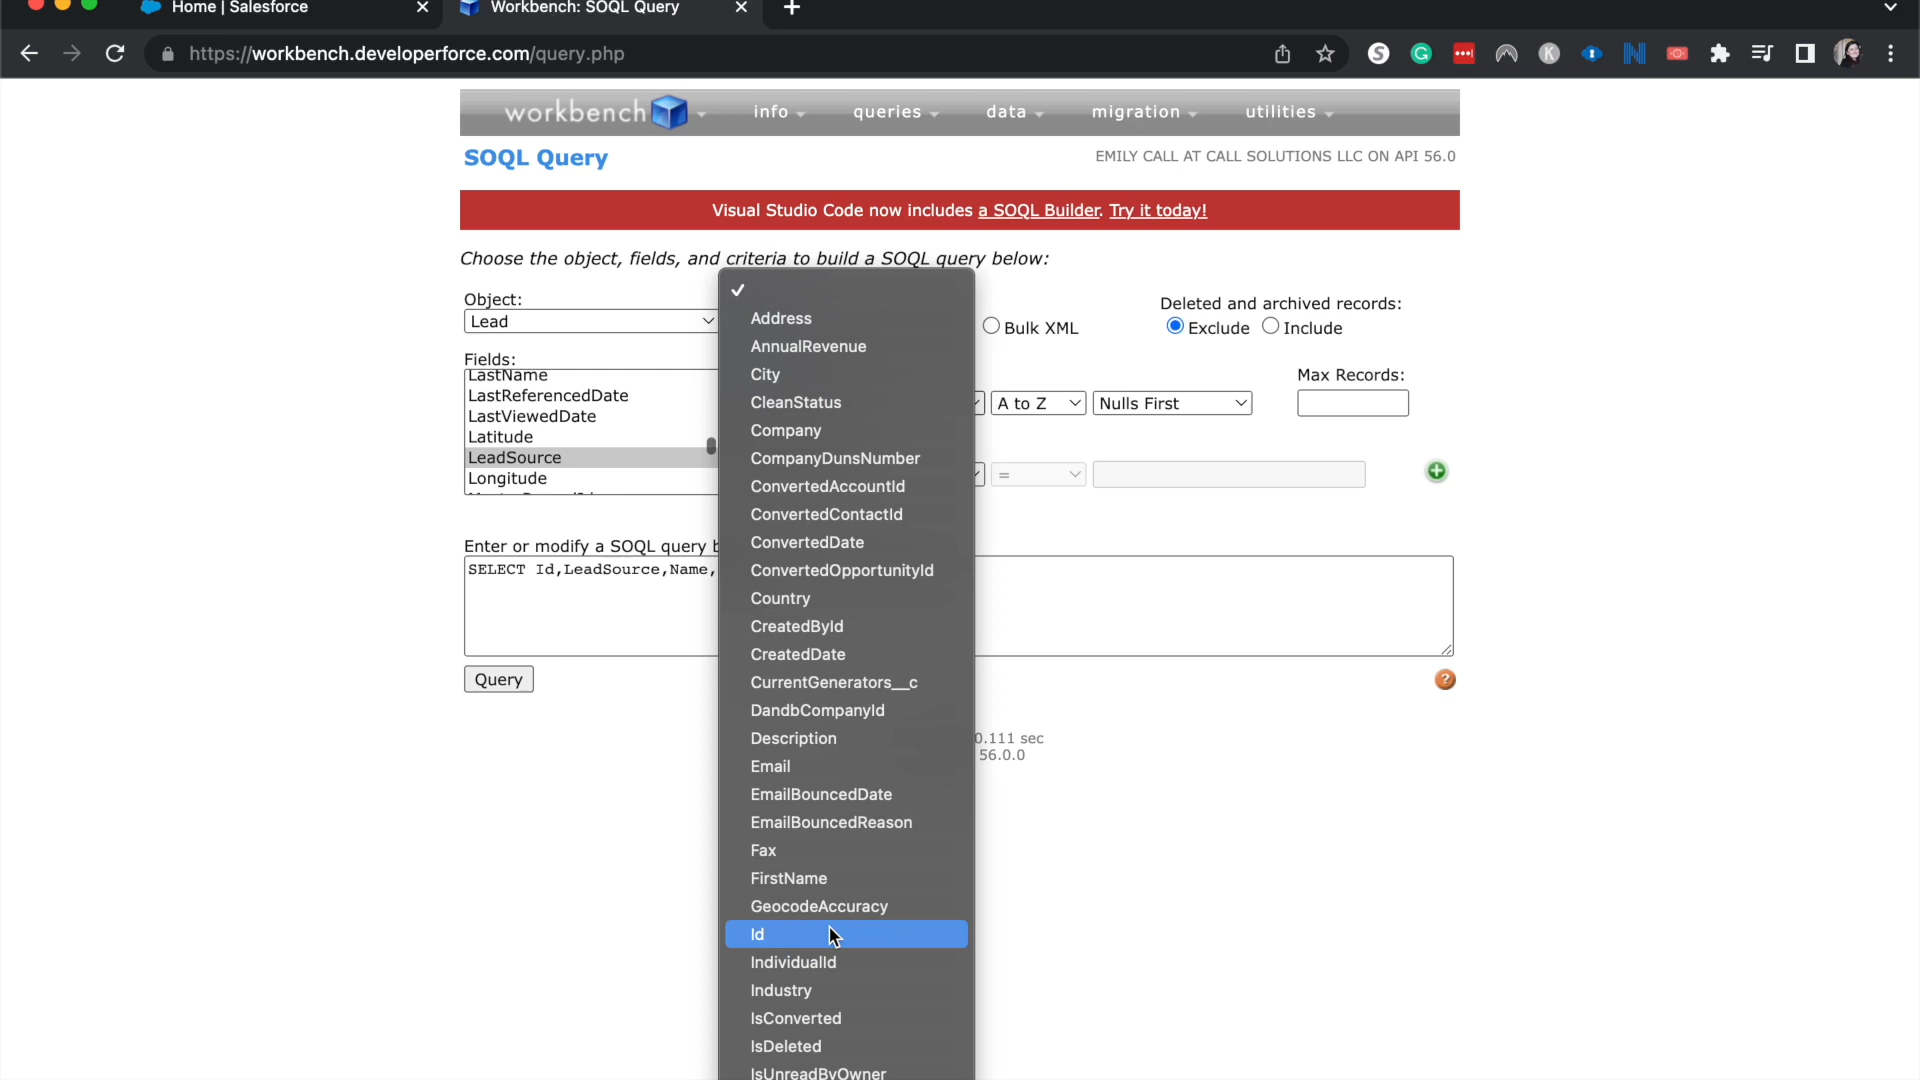 Home | Salesforce
Workbench: SOQL Query
https://workbench.developerforce.com/query.php
workbench info queries data migration utilities
SOQL Query
EMILY CALL AT CALL SOLUTIONS LLC ON API 56.0
Visual Studio Code now includes a SOQL Builder. Try it today!
Choose the object, fields, and criteria to build a SOQL query below:
Object:
Lead
Bulk XML
Deleted and archived records:
Exclude Include
Fields:
LastName
LastReferencedDate
LastViewedDate
Latitude
LeadSource
Longitude
A to Z
Nulls First
Max Records:
=
Enter or modify a SOQL query b
SELECT Id,LeadSource,Name,
Query
0.111 sec
56.0.0
Address
AnnualRevenue
City
CleanStatus
Company
CompanyDunsNumber
ConvertedAccountId
ConvertedContactId
ConvertedDate
ConvertedOpportunityId
Country
CreatedById
CreatedDate
CurrentGenerators__c
DandbCompanyId
Description
Email
EmailBouncedDate
EmailBouncedReason
Fax
FirstName
GeocodeAccuracy
Id
IndividualId
Industry
IsConverted
IsDeleted
IsUnreadByOwner